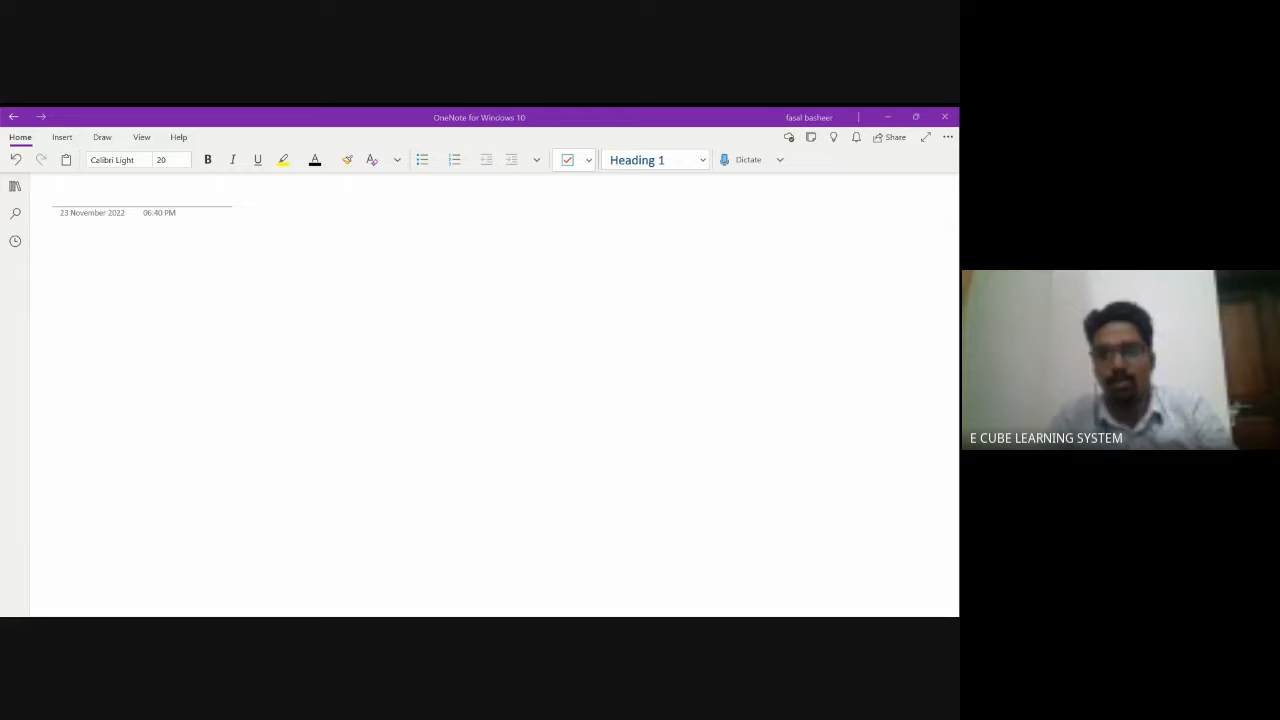 OneNote for Windows 10
fasal basheer
Home Insert Draw View Help
Share
Calibri Light 20 B I U A Heading 1 Dictate
23 November 2022 06:40 PM
E CUBE LEARNING SYSTEM